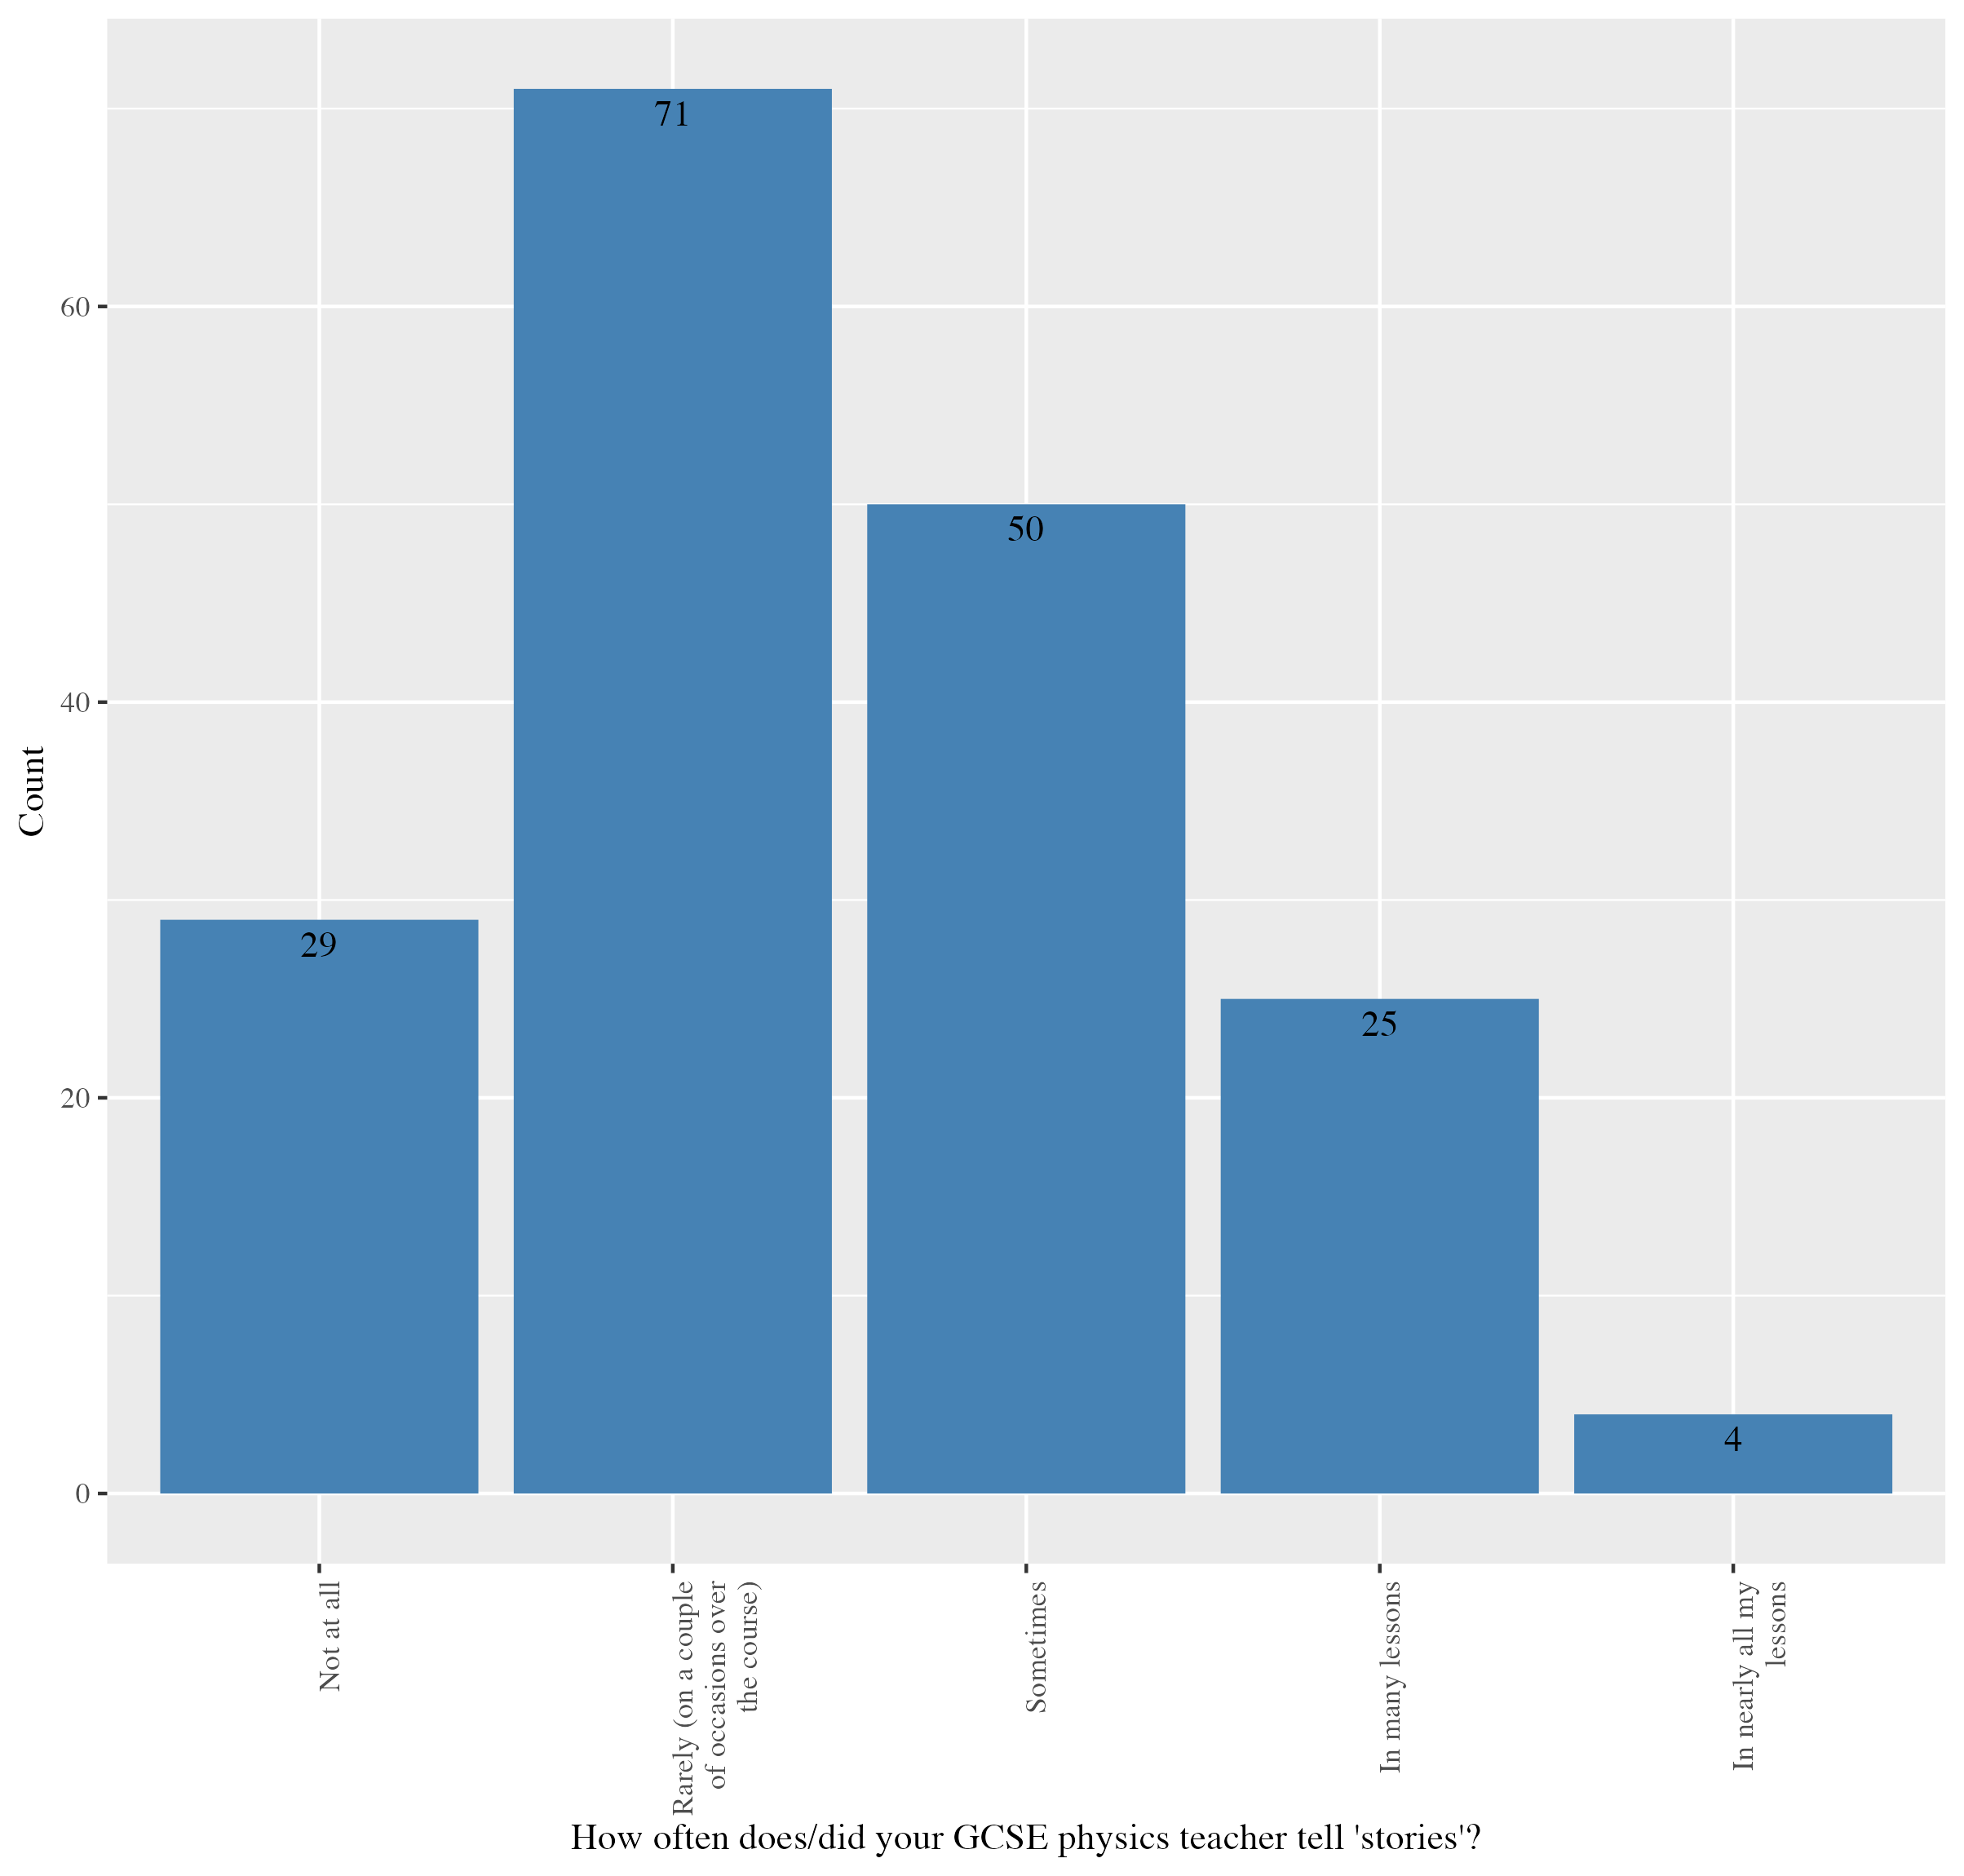 Count
60
40
20
0
29
71
50
25
4
Not at all
Rarely (on a couple
of occasions over
the course)
Sometimes
In many lessons
In nearly all my
lessons
How often does/did your GCSE physics teacher tell 'stories'?